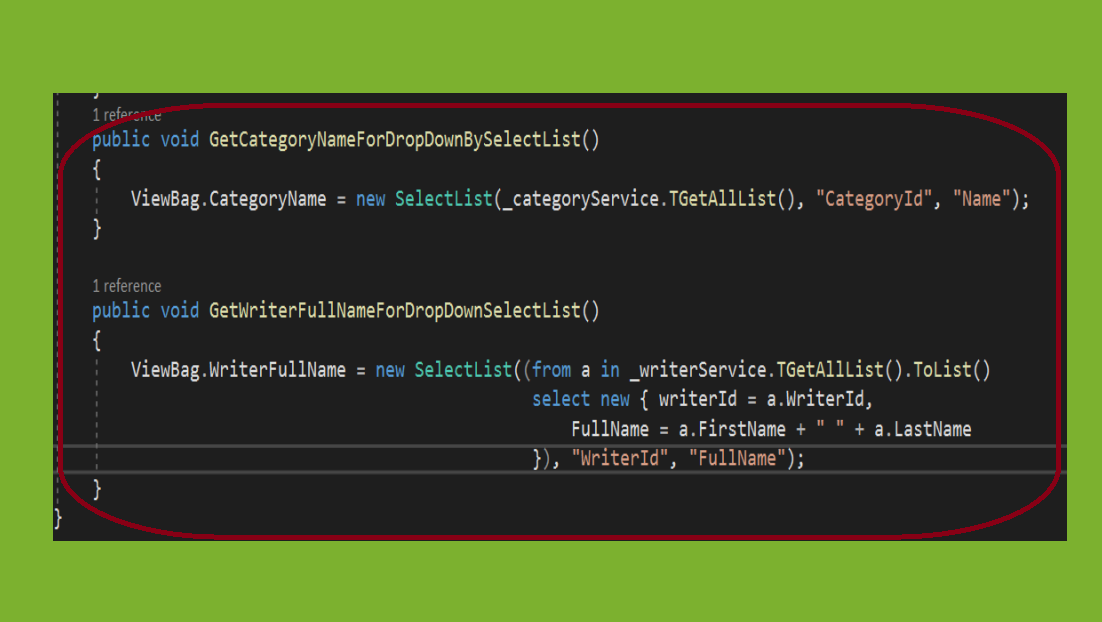 }
1 reference
public void GetCategoryNameForDropDownBySelectList()
{
ViewBag.CategoryName = new SelectList(_categoryService.TGetAllList(), "CategoryId", "Name");
}
1 reference
public void GetWriterFullNameForDropDownSelectList()
{
ViewBag.WriterFullName = new SelectList((from a in _writerService.TGetAllList().ToList()
select new { writerId = a.WriterId,
FullName = a.FirstName + " " + a.LastName
}), "WriterId", "FullName");
}
}